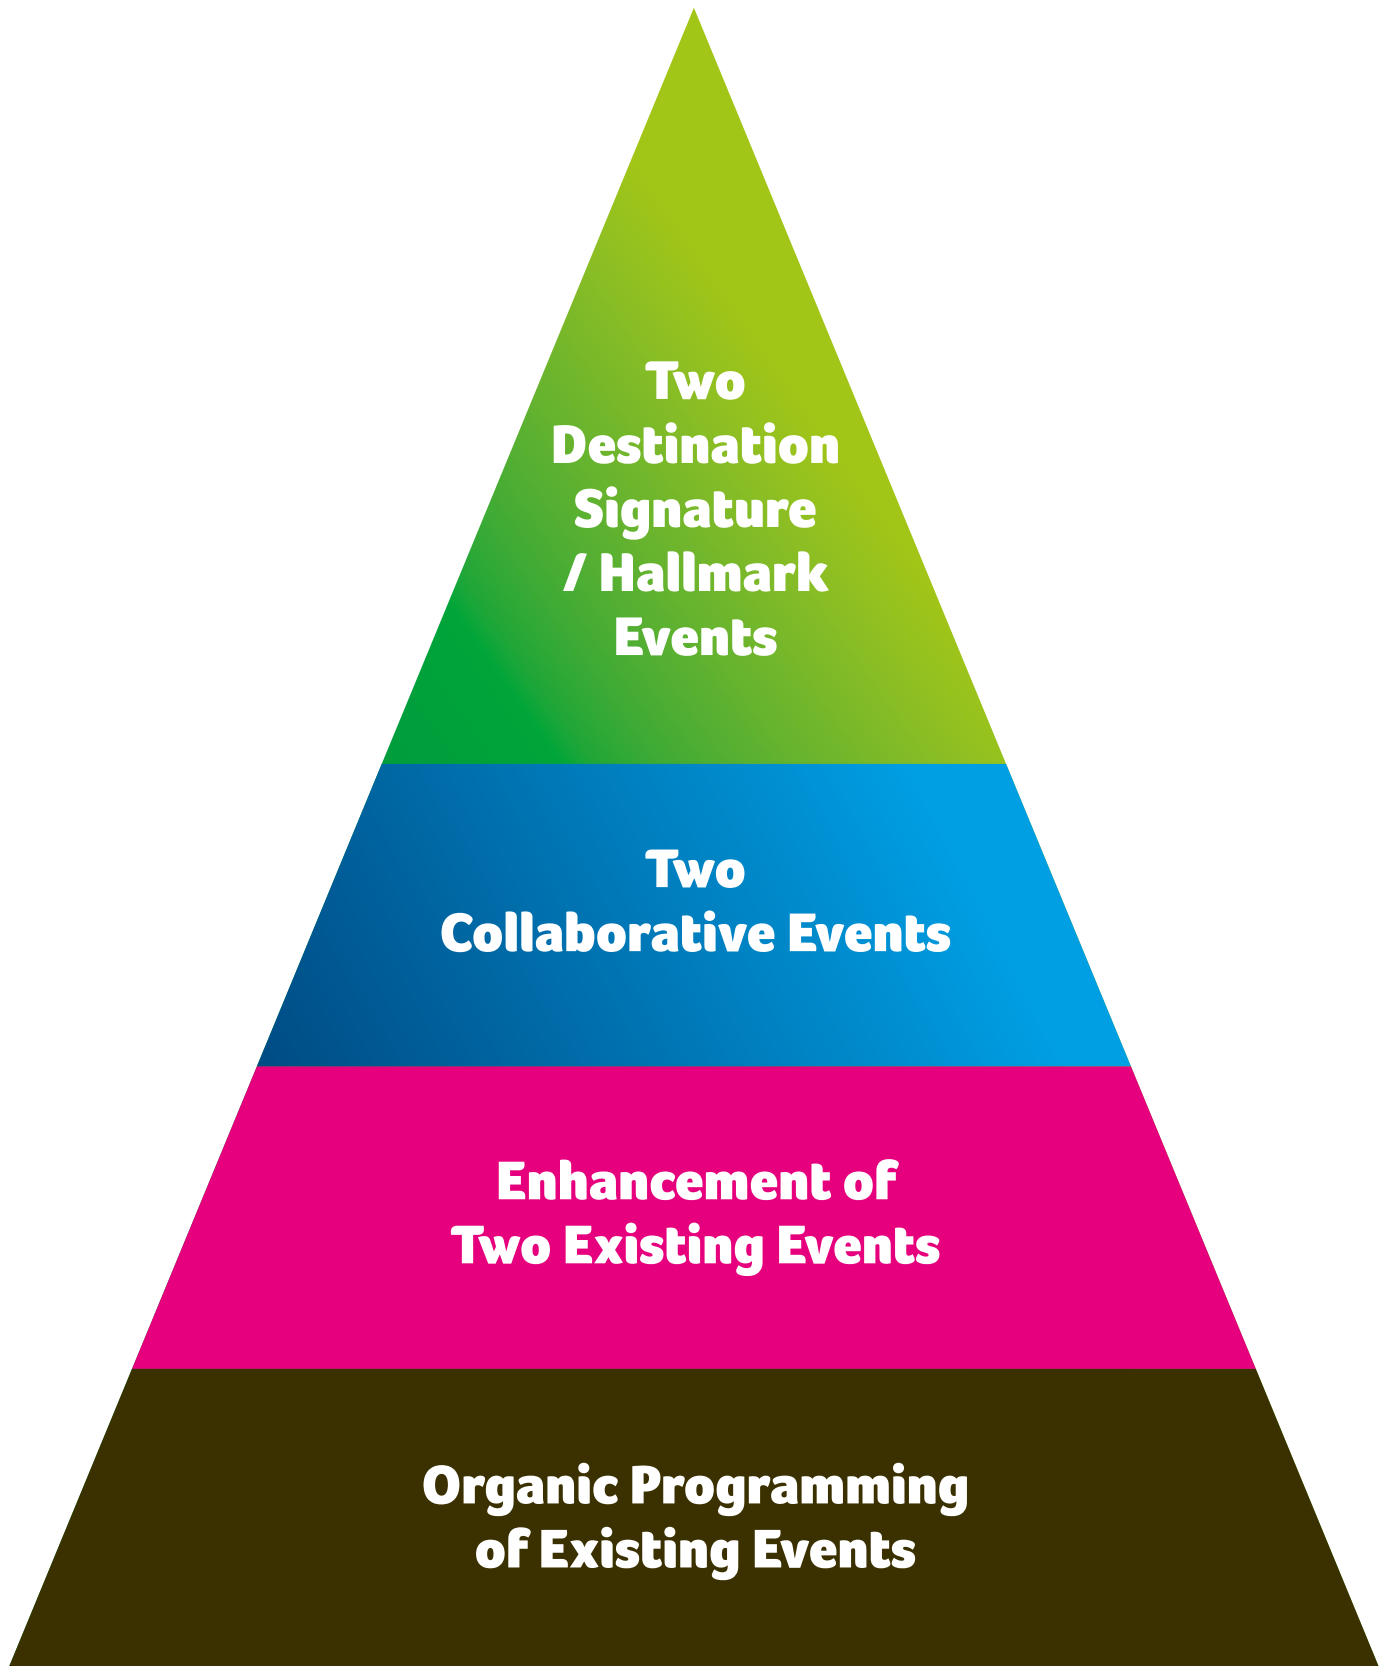 Two
Destination
Signature
/ Hallmark
Events
Two
Collaborative Events
Enhancement of
Two Existing Events
Organic Programming
of Existing Events